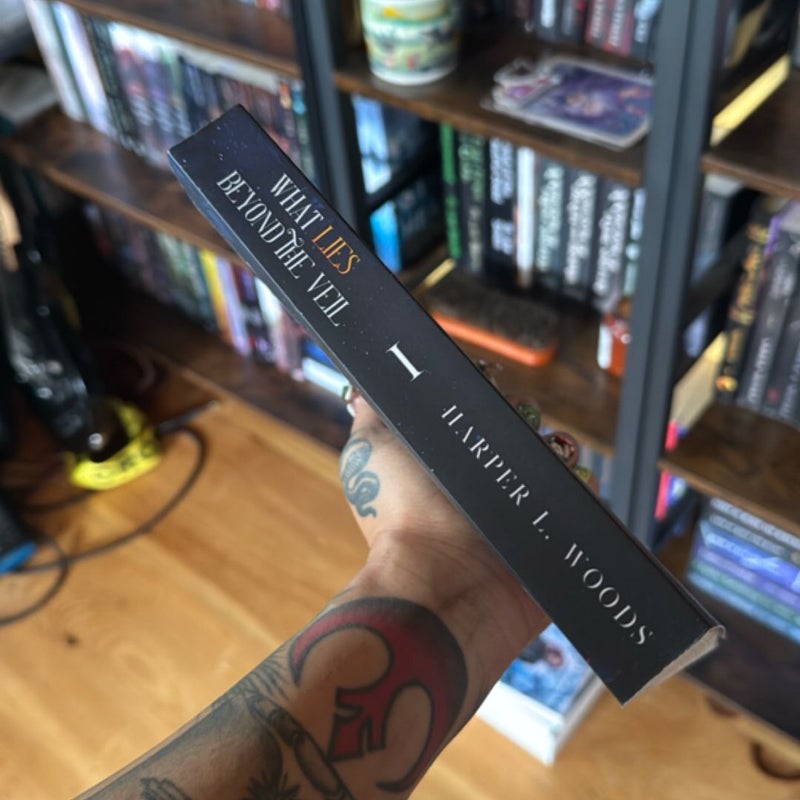 WHAT LIES
BEYOND THE VEIL
I
HARPER L. WOODS